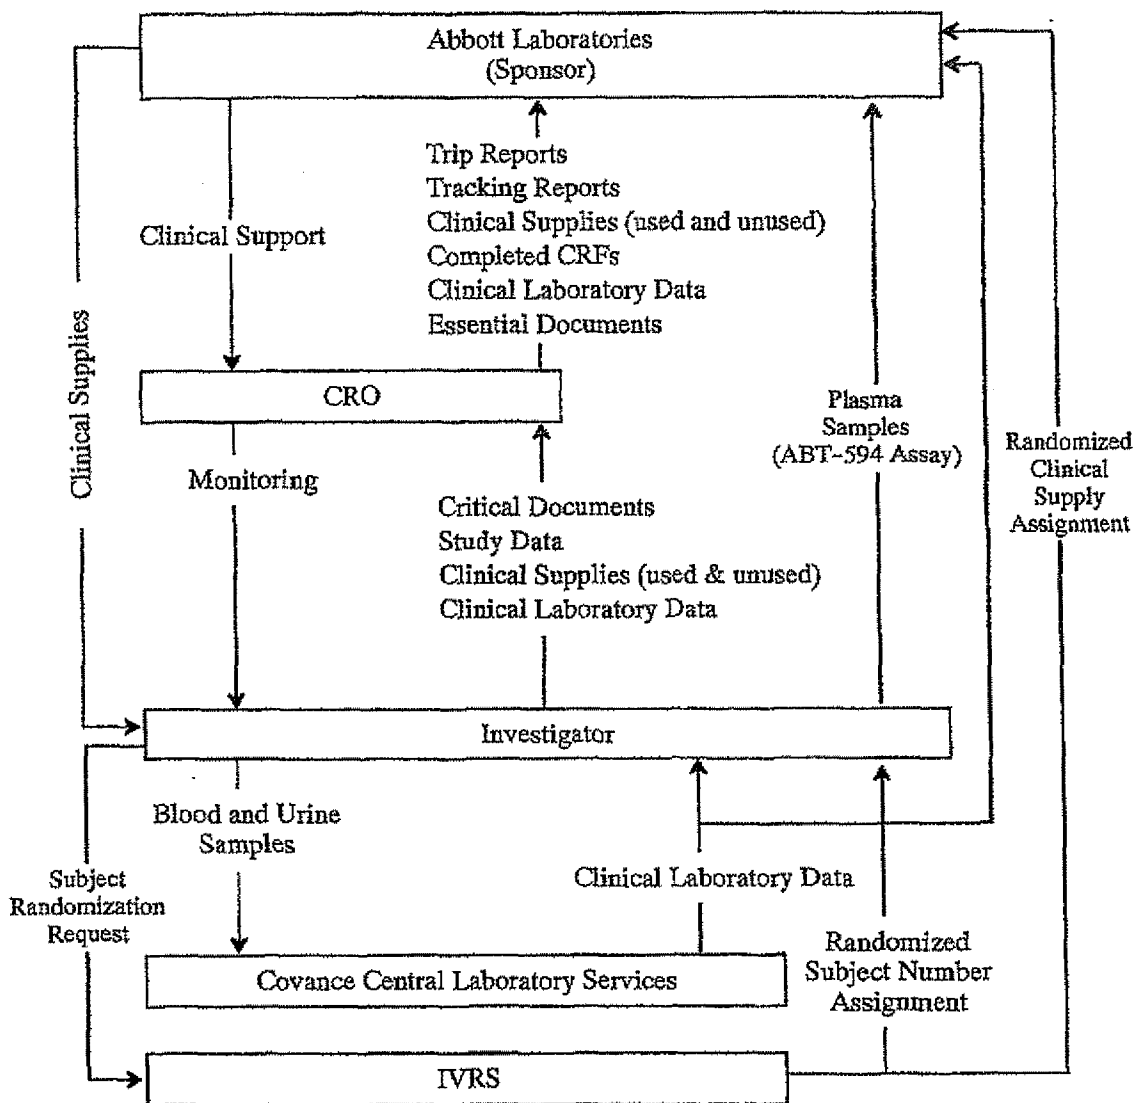 Abbott Laboratories
(Sponsor)
Trip Reports
Tracking Reports
Clinical Supplies (used and unused)
Completed CRFs
Clinical Laboratory Data
Essential Documents
Clinical Support
Clinical Supplies
CRO
Plasma
Samples
(ABT-594 Assay)
Randomized
Clinical
Supply
Assignment
Monitoring
Critical Documents
Study Data
Clinical Supplies (used & unused)
Clinical Laboratory Data
Investigator
Blood and Urine
Samples
Subject
Randomization
Request
Clinical Laboratory Data
Randomized
Subject Number
Assignment
Covance Central Laboratory Services
IVRS